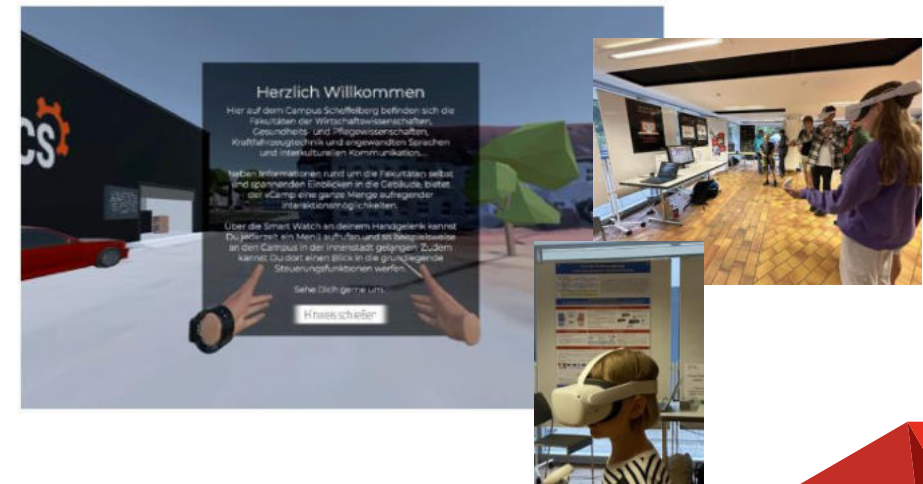 CS
Herzlich Willkommen
Hier auf dem Campus Scheffelberg befinden sich die
Fakultäten der Wirtschaftswissenschaften,
Gesundheits- und Pflegewissenschaften,
Kraftfahrzeugtechnik und angewandten Sprachen
und Interkulturellen Kommunikation.
Neben Informationen rund um die Fakultäten selbst
und spannenden Einblicken in die Gebäude, bietet
der eCamp eine ganze Menge aufregender
Interaktionsmöglichkeiten.
Über die Smart Watch an deinem Handgelenk kannst
Du jederzeit ein Menü aufrufen und so beispielsweise
an den Campus in der Innenstadt gelangen. Zudem
kannst Du dort einen Blick in die grundlegende
Steuerungsfunktionen werfen.
Sehe Dich gerne um.
Hinweis schließen